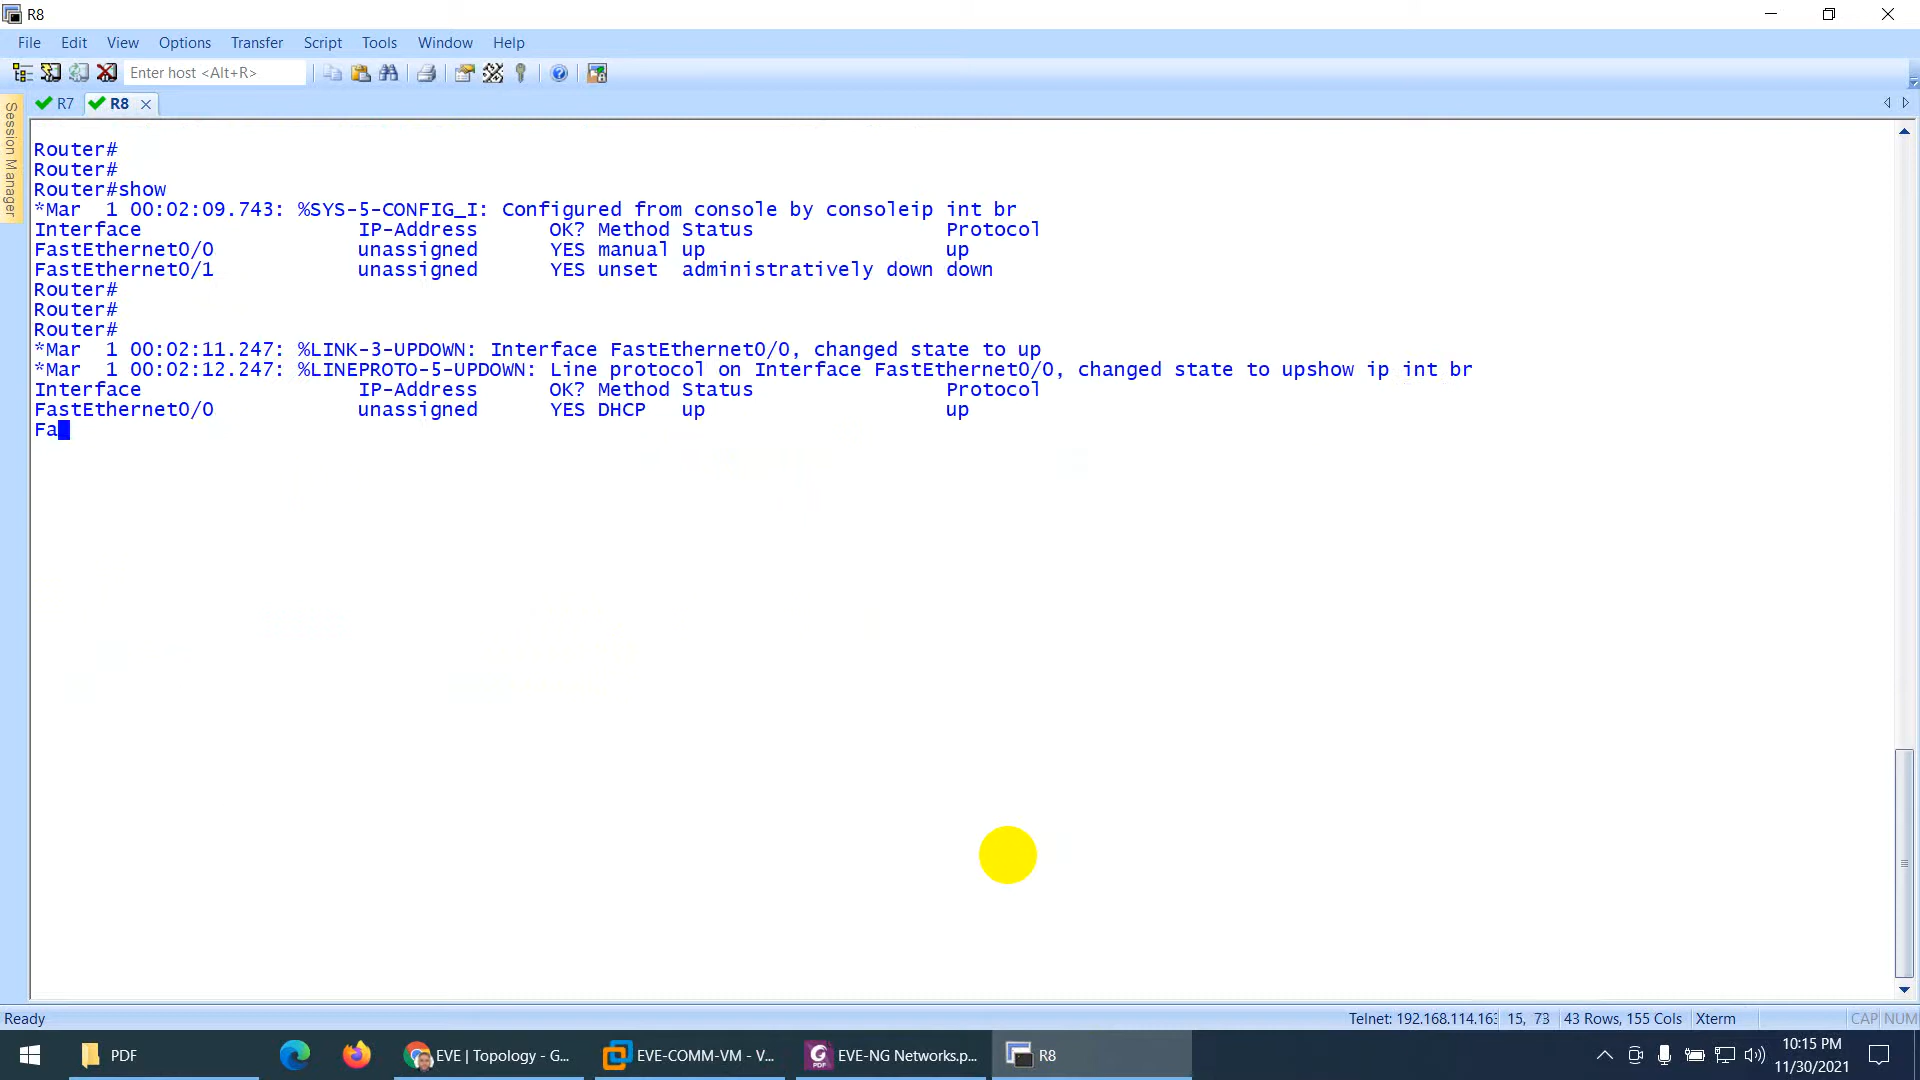 R8
File Edit View Options Transfer Script Tools Window Help
Enter host <Alt+R>
R7 R8
Session Manager
Router#
Router#
Router#show
*Mar  1 00:02:09.743: %SYS-5-CONFIG_I: Configured from console by consoleip int br
Interface                  IP-Address      OK? Method Status                Protocol
FastEthernet0/0            unassigned      YES manual up                    up
FastEthernet0/1            unassigned      YES unset  administratively down down
Router#
Router#
Router#
*Mar  1 00:02:11.247: %LINK-3-UPDOWN: Interface FastEthernet0/0, changed state to up
*Mar  1 00:02:12.247: %LINEPROTO-5-UPDOWN: Line protocol on Interface FastEthernet0/0, changed state to upshow ip int br
Interface                  IP-Address      OK? Method Status                Protocol
FastEthernet0/0            unassigned      YES DHCP   up                    up
Fa
Ready Telnet: 192.168.114.163 15, 73 43 Rows, 155 Cols Xterm CAP NUM
PDF EVE | Topology - G... EVE-COMM-VM - V... EVE-NG Networks.p... R8 10:15 PM
11/30/2021